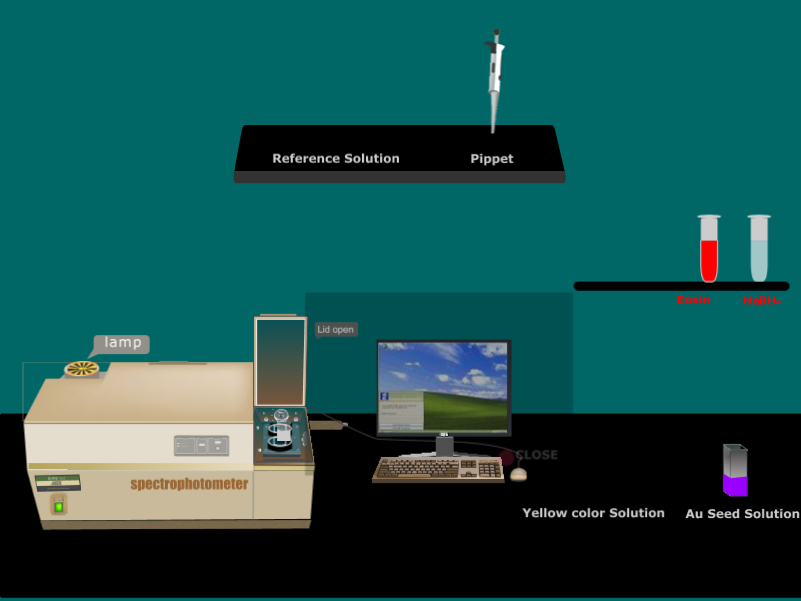 Reference Solution
Pippet
Eosin
NaBH₄
Lid open
lamp
CLOSE
spectrophotometer
Yellow color Solution
Au Seed Solution